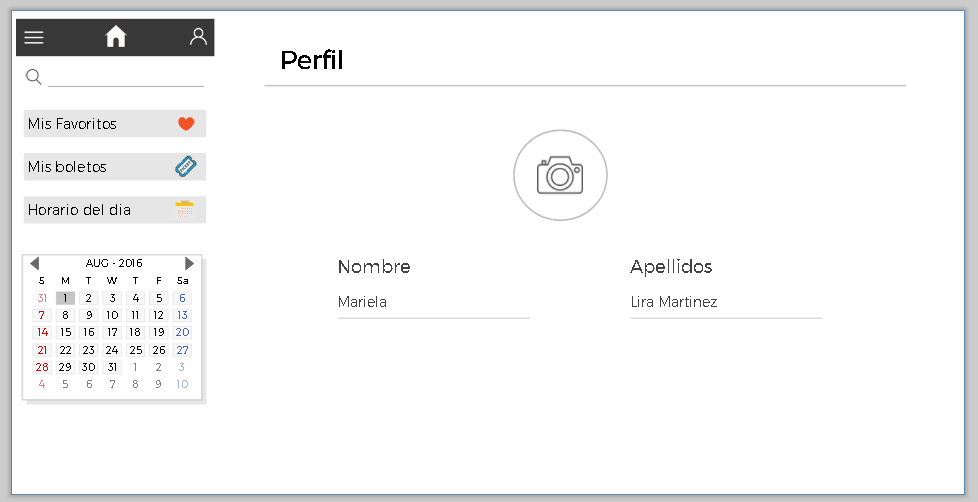 Perfil
Mis Favoritos
Mis boletos
Horario del dia
AUG - 2016
S M T W T F Sa
31 1 2 3 4 5 6
7 8 9 10 11 12 13
14 15 16 17 18 19 20
21 22 23 24 25 26 27
28 29 30 31 1 2 3
4 5 6 7 8 9 10
Nombre
Apellidos
Mariela
Lira Martinez